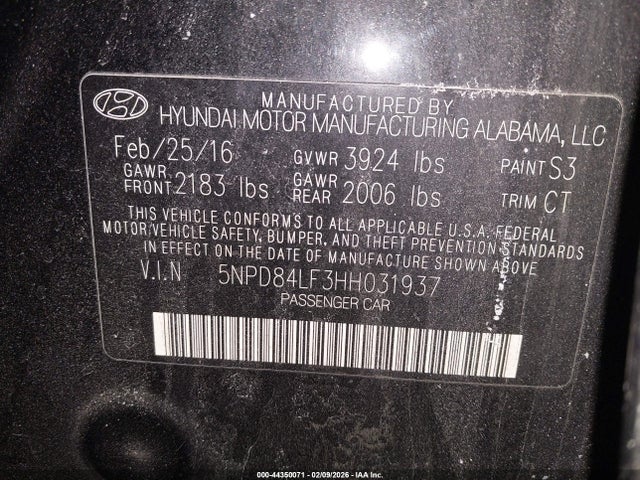 MANUFACTURED BY
HYUNDAI MOTOR MANUFACTURING ALABAMA, LLC
Feb/25/16 GVWR 3924 lbs PAINT S3
GAWR FRONT 2183 lbs GAWR REAR 2006 lbs TRIM CT
THIS VEHICLE CONFORMS TO ALL APPLICABLE U.S.A. FEDERAL
MOTOR VEHICLE SAFETY, BUMPER, AND THEFT PREVENTION STANDARDS
IN EFFECT ON THE DATE OF MANUFACTURE SHOWN ABOVE
V.I.N 5NPD84LF3HH031937
PASSENGER CAR
000-44350071 - 02/09/2026 - IAA Inc.